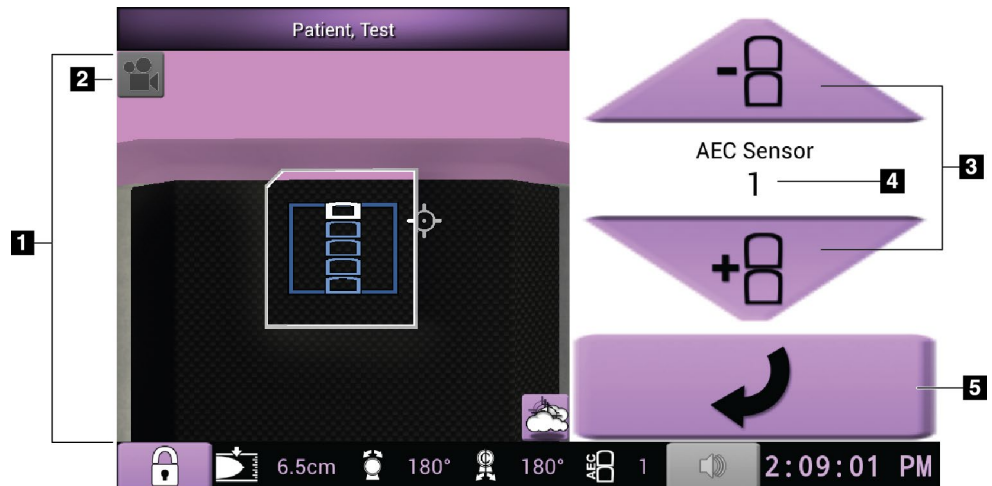 Patient, Test
2
1
-
AEC Sensor
1
4
3
+
5
6.5cm
180°
180°
AEC
1
2:09:01 PM